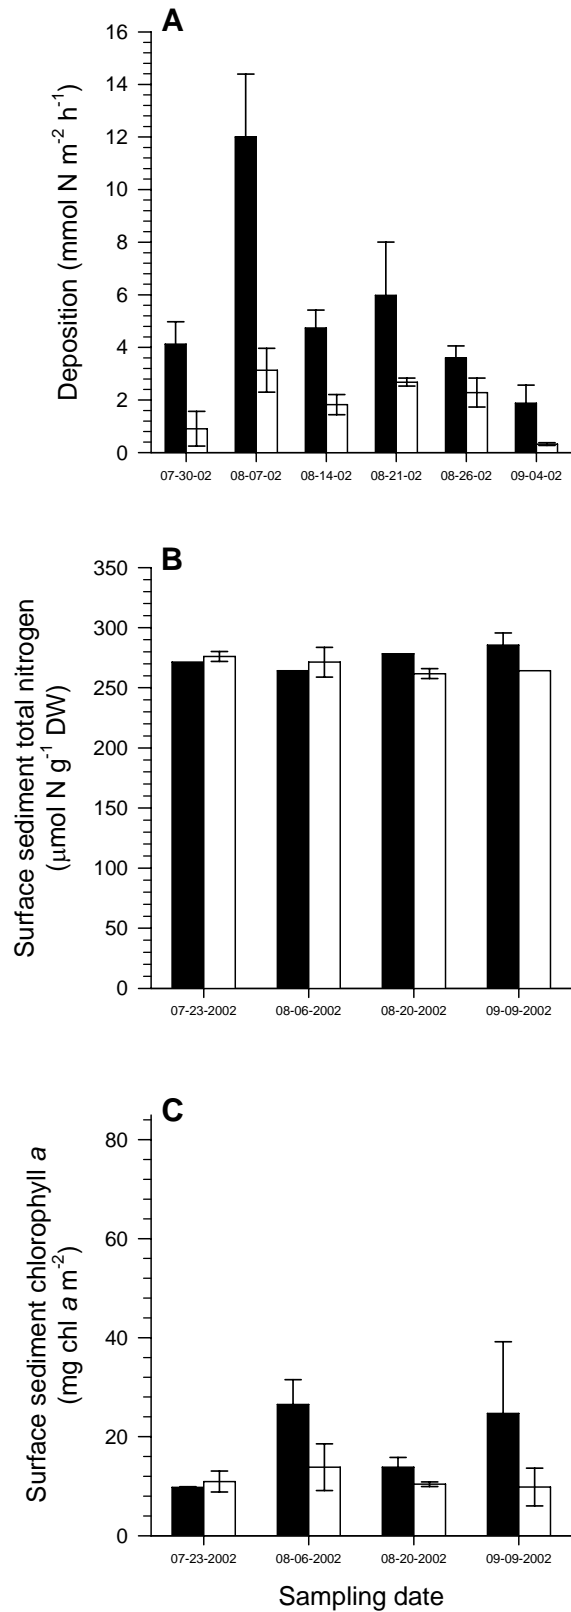 A
Deposition (mmol N m⁻² h⁻¹)
16
14
12
10
8
6
4
2
0
07-30-02 08-07-02 08-14-02 08-21-02 08-26-02 09-04-02
B
Surface sediment total nitrogen
(μmol N g⁻¹ DW)
350
300
250
200
150
100
50
0
07-23-2002 08-06-2002 08-20-2002 09-09-2002
C
Surface sediment chlorophyll a
(mg chl a m⁻²)
80
60
40
20
0
07-23-2002 08-06-2002 08-20-2002 09-09-2002
Sampling date